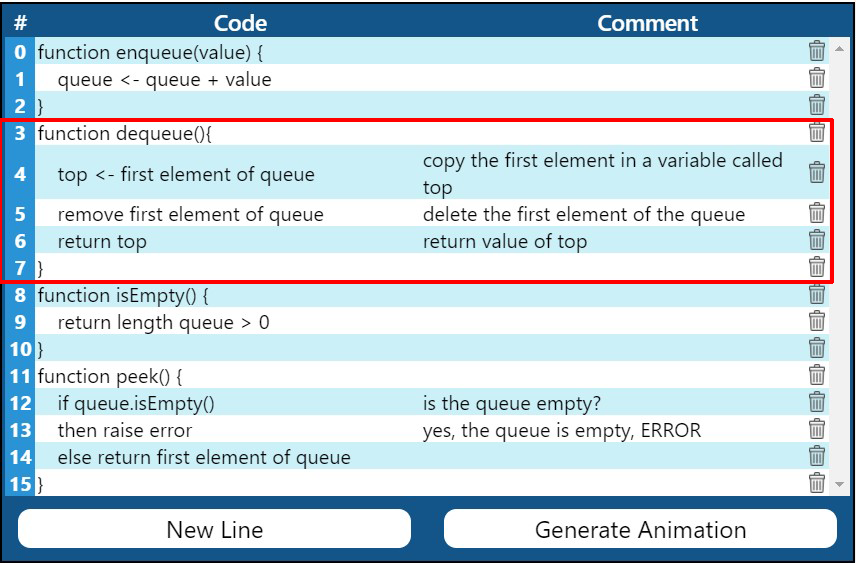 # Code Comment
0 function enqueue(value) {
1 queue <- queue + value
2 }
3 function dequeue(){
4 top <- first element of queue copy the first element in a variable called
top
5 remove first element of queue delete the first element of the queue
6 return top return value of top
7 }
8 function isEmpty() {
9 return length queue > 0
10 }
11 function peek() {
12 if queue.isEmpty() is the queue empty?
13 then raise error yes, the queue is empty, ERROR
14 else return first element of queue
15 }
New Line Generate Animation